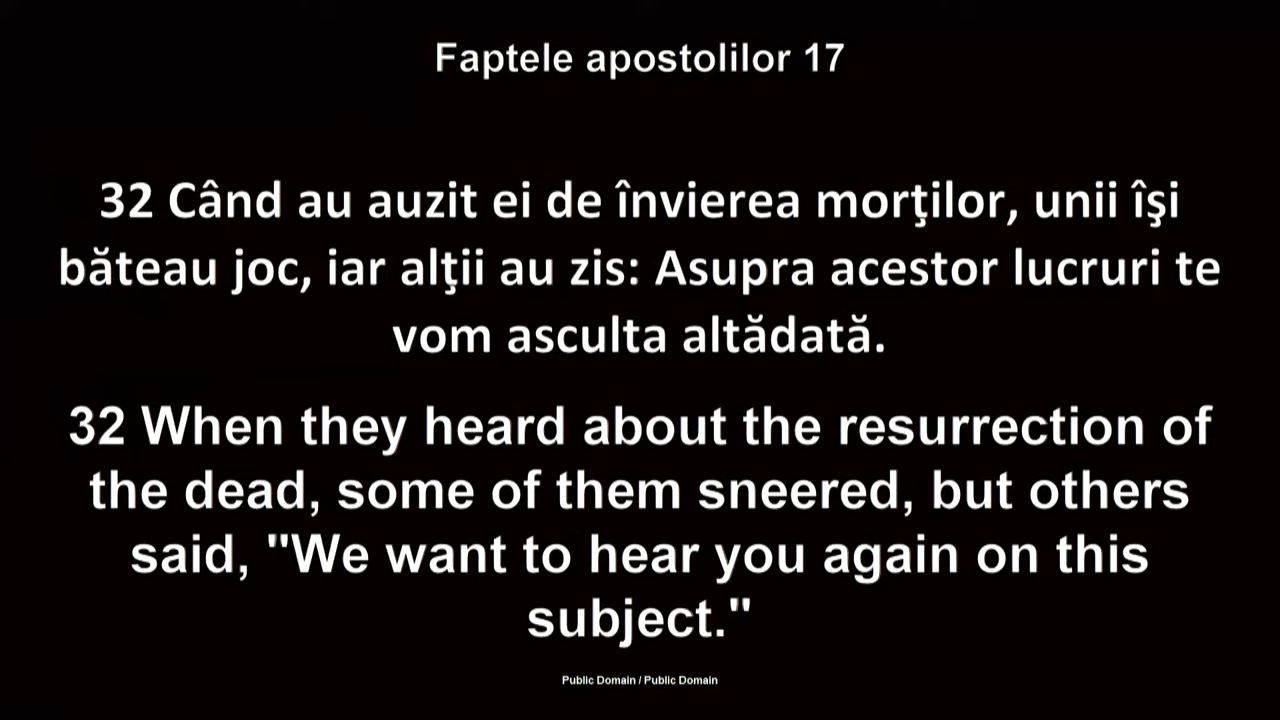 Faptele apostolilor 17
32 Când au auzit ei de învierea morţilor, unii îşi
băteau joc, iar alţii au zis: Asupra acestor lucruri te
vom asculta altădată.
32 When they heard about the resurrection of
the dead, some of them sneered, but others
said, "We want to hear you again on this
subject."
Public Domain / Public Domain